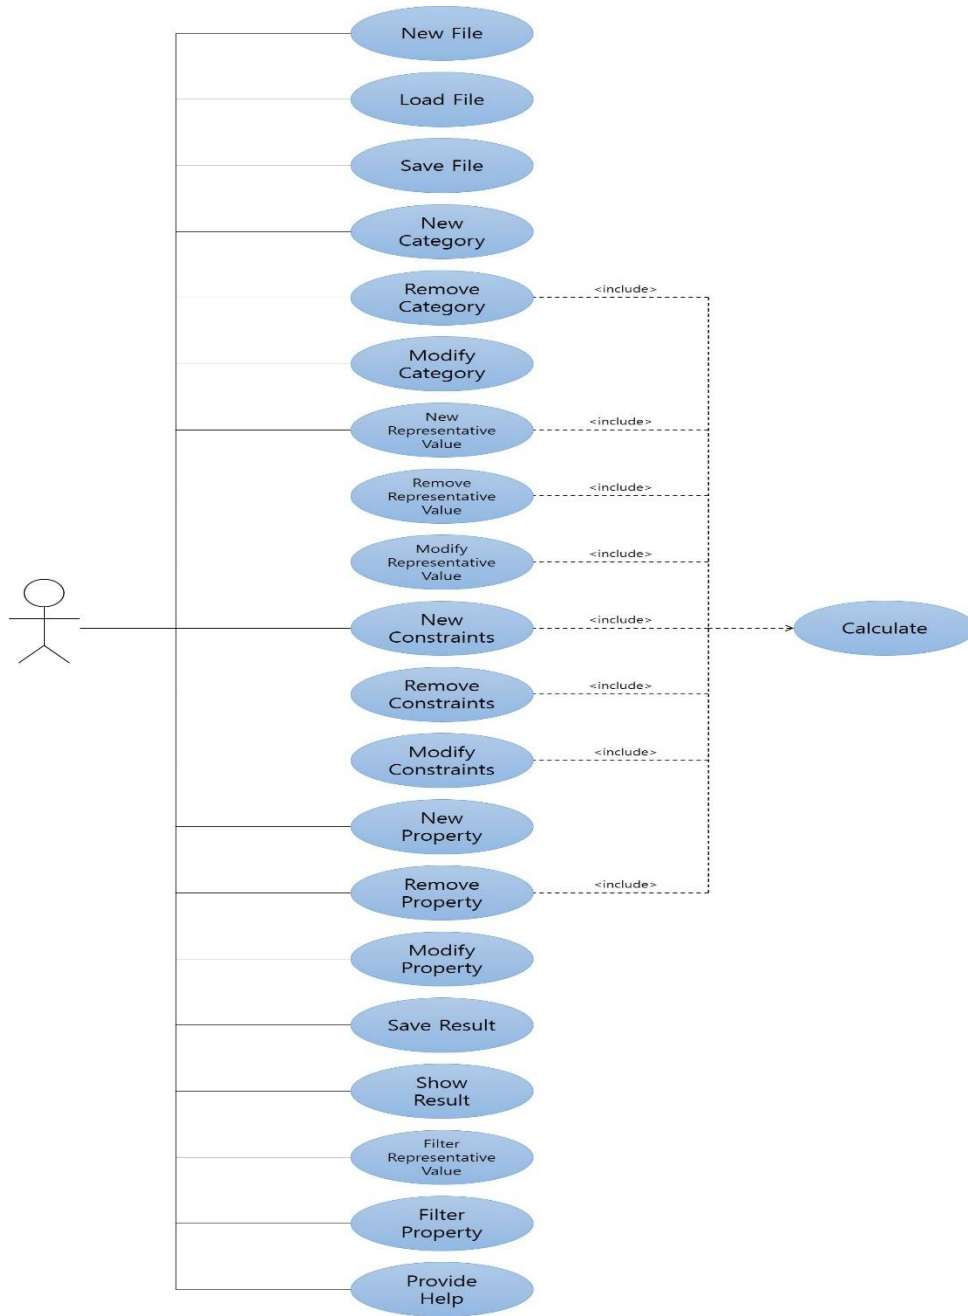 New File
Load File
Save File
New
Category
Remove
Category
<include>
Modify
Category
New
Representative
Value
<include>
Remove
Representative
Value
<include>
Modify
Representative
Value
<include>
New
Constraints
<include>
Calculate
Remove
Constraints
<include>
Modify
Constraints
<include>
New
Property
Remove
Property
<include>
Modify
Property
Save Result
Show
Result
Filter
Representative
Value
Filter
Property
Provide
Help